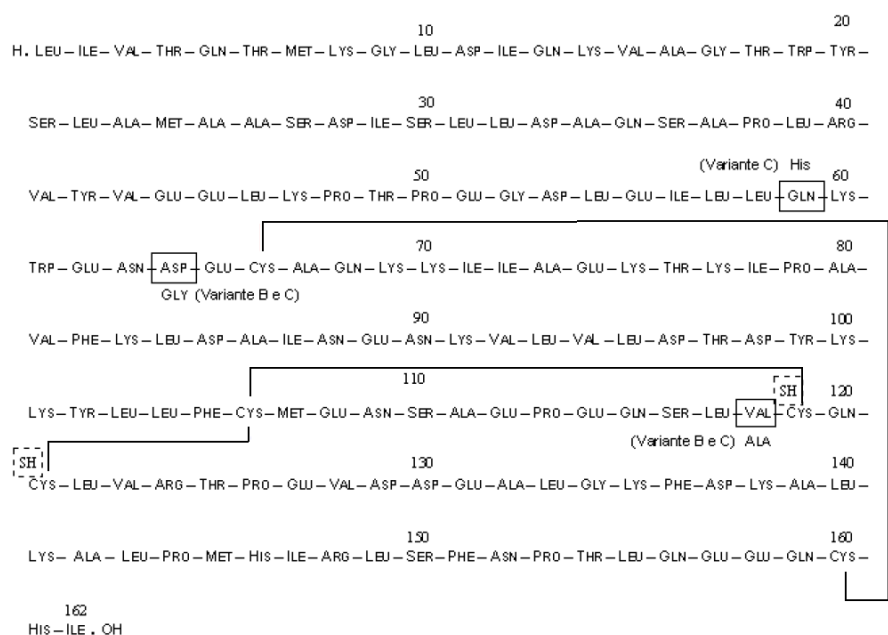 10 20
H. LEU–ILE–VAL–THR–GLN–THR–MET–LYS–GLY–LEU–ASP–ILE–GLN–LYS–VAL–ALA–GLY–THR–TRP–TYR–
30 40
SER–LEU–ALA–MET–ALA–ALA–SER–ASP–ILE–SER–LEU–LEU–ASP–ALA–GLN–SER–ALA–PRO–LEU–ARG–
(Variante C) His
50 60
VAL–TYR–VAL–GLU–GLU–LEU–LYS–PRO–THR–PRO–GLU–GLY–ASP–LEU–GLU–ILE–LEU–LEU–GLN–LYS–
70 80
TRP–GLU–ASN–ASP–GLU–CYS–ALA–GLN–LYS–LYS–ILE–ILE–ALA–GLU–LYS–THR–LYS–ILE–PRO–ALA–
GLY (Variante B e C)
90 100
VAL–PHE–LYS–LEU–ASP–ALA–ILE–ASN–GLU–ASN–LYS–VAL–LEU–VAL–LEU–ASP–THR–ASP–TYR–LYS–
110 SH 120
LYS–TYR–LEU–LEU–PHE–CYS–MET–GLU–ASN–SER–ALA–GLU–PRO–GLU–GLN–SER–LEU–VAL–CYS–GLN–
(Variante B e C) ALA
SH 130 140
CYS–LEU–VAL–ARG–THR–PRO–GLU–VAL–ASP–ASP–GLU–ALA–LEU–GLY–LYS–PHE–ASP–LYS–ALA–LEU–
150 160
LYS–ALA–LEU–PRO–MET–HIS–ILE–ARG–LEU–SER–PHE–ASN–PRO–THR–LEU–GLN–GLU–GLU–GLN–CYS–
162
HIS–ILE . OH